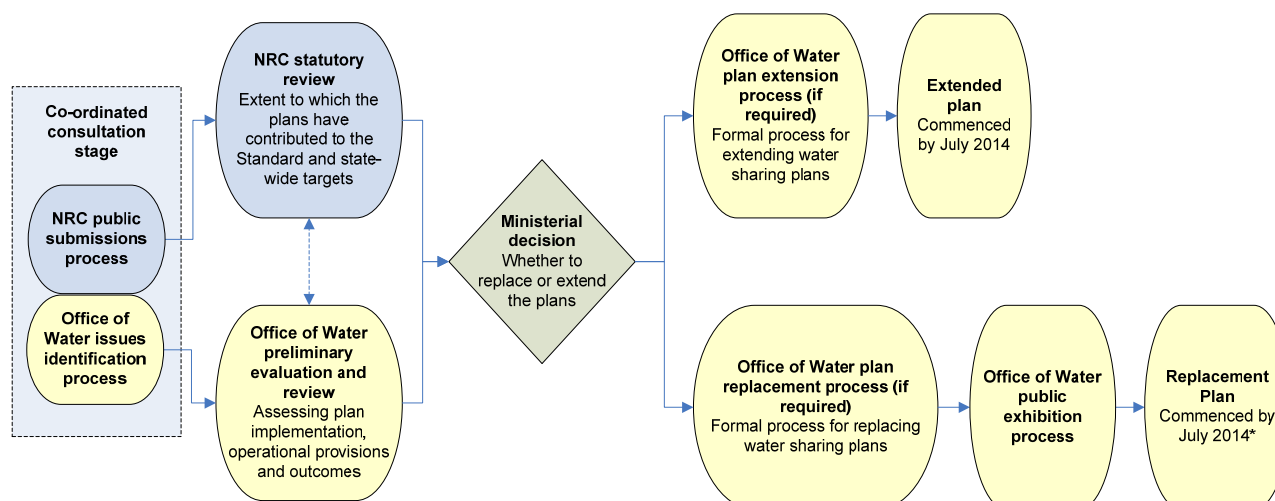 Co-ordinated
consultation
stage
NRC public
submissions
process
Office of
Water issues
identification
process
NRC statutory
review
Extent to which the
plans have
contributed to the
Standard and state-
wide targets
Office of Water
preliminary
evaluation and
review
Assessing plan
implementation,
operational provisions
and outcomes
Ministerial
decision
Whether to
replace or extend
the plans
Office of Water
plan extension
process (if
required)
Formal process for
extending water
sharing plans
Extended
plan
Commenced
by July 2014
Office of Water plan
replacement process (if
required)
Formal process for replacing
water sharing plans
Office of Water
public
exhibition
process
Replacement
Plan
Commenced by
July 2014*